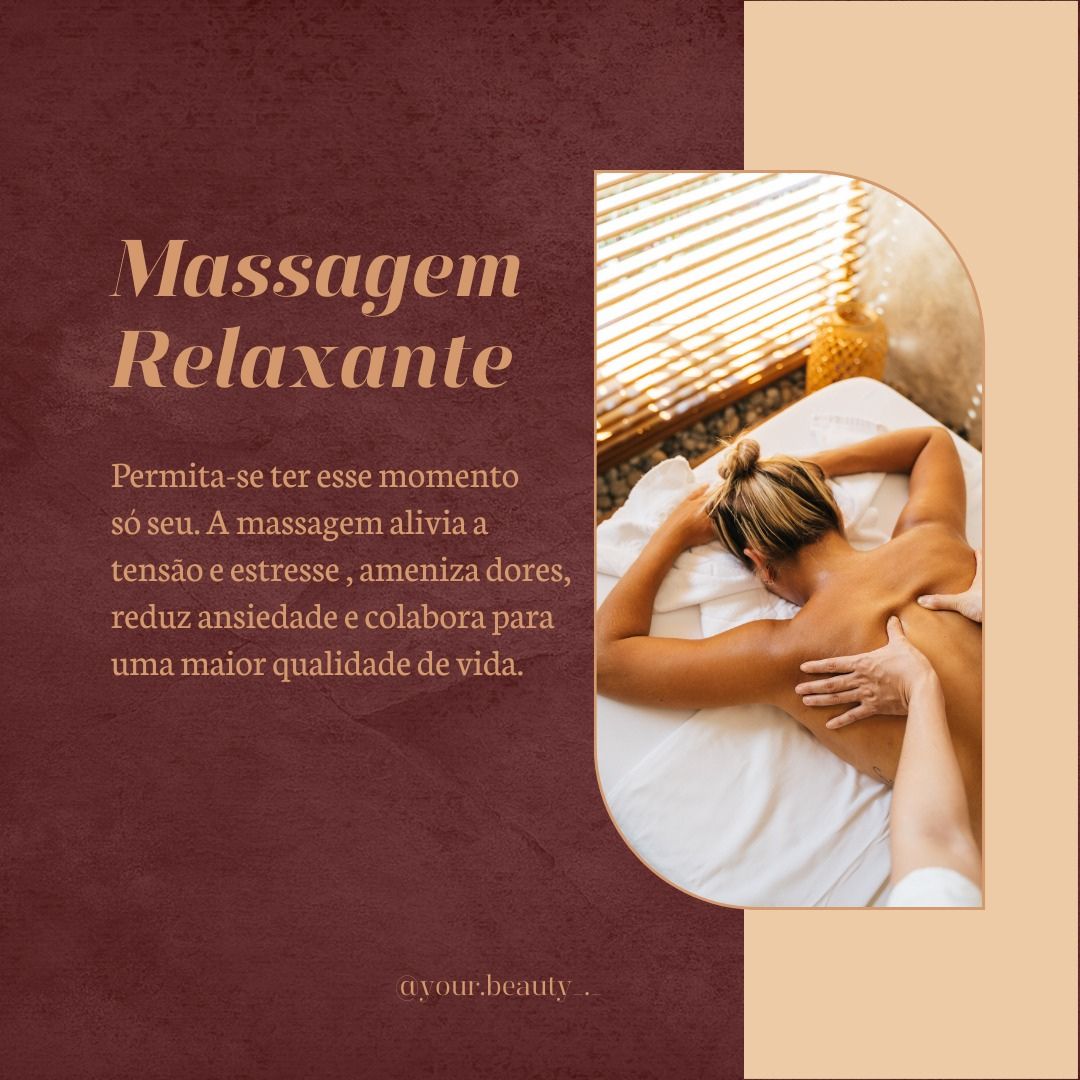 Massagem
Relaxante
Permita-se ter esse momento
só seu. A massagem alivia a
tensão e estresse , ameniza dores,
reduz ansiedade e colabora para
uma maior qualidade de vida.
@your.beauty_._